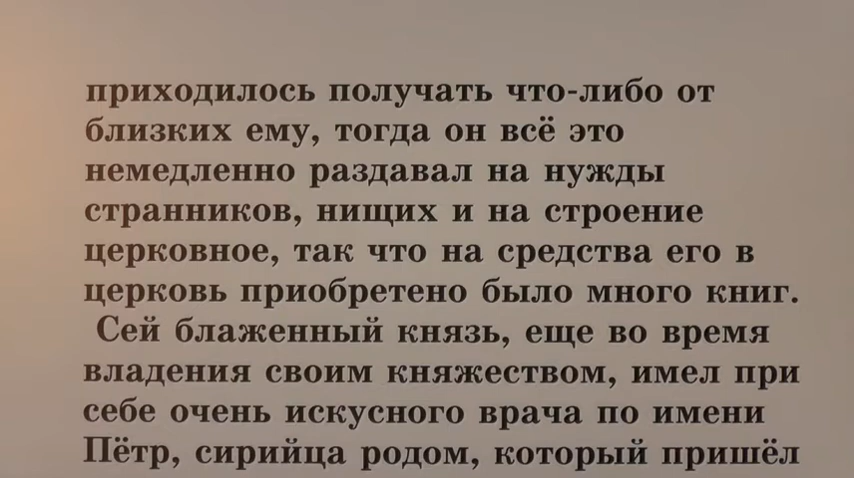 приходилось получать что-либо от
близких ему, тогда он всё это
немедленно раздавал на нужды
странников, нищих и на строение
церковное, так что на средства его в
церковь приобретено было много книг.
Сей блаженный князь, еще во время
владения своим княжеством, имел при
себе очень искусного врача по имени
Пётр, сирийца родом, который пришёл